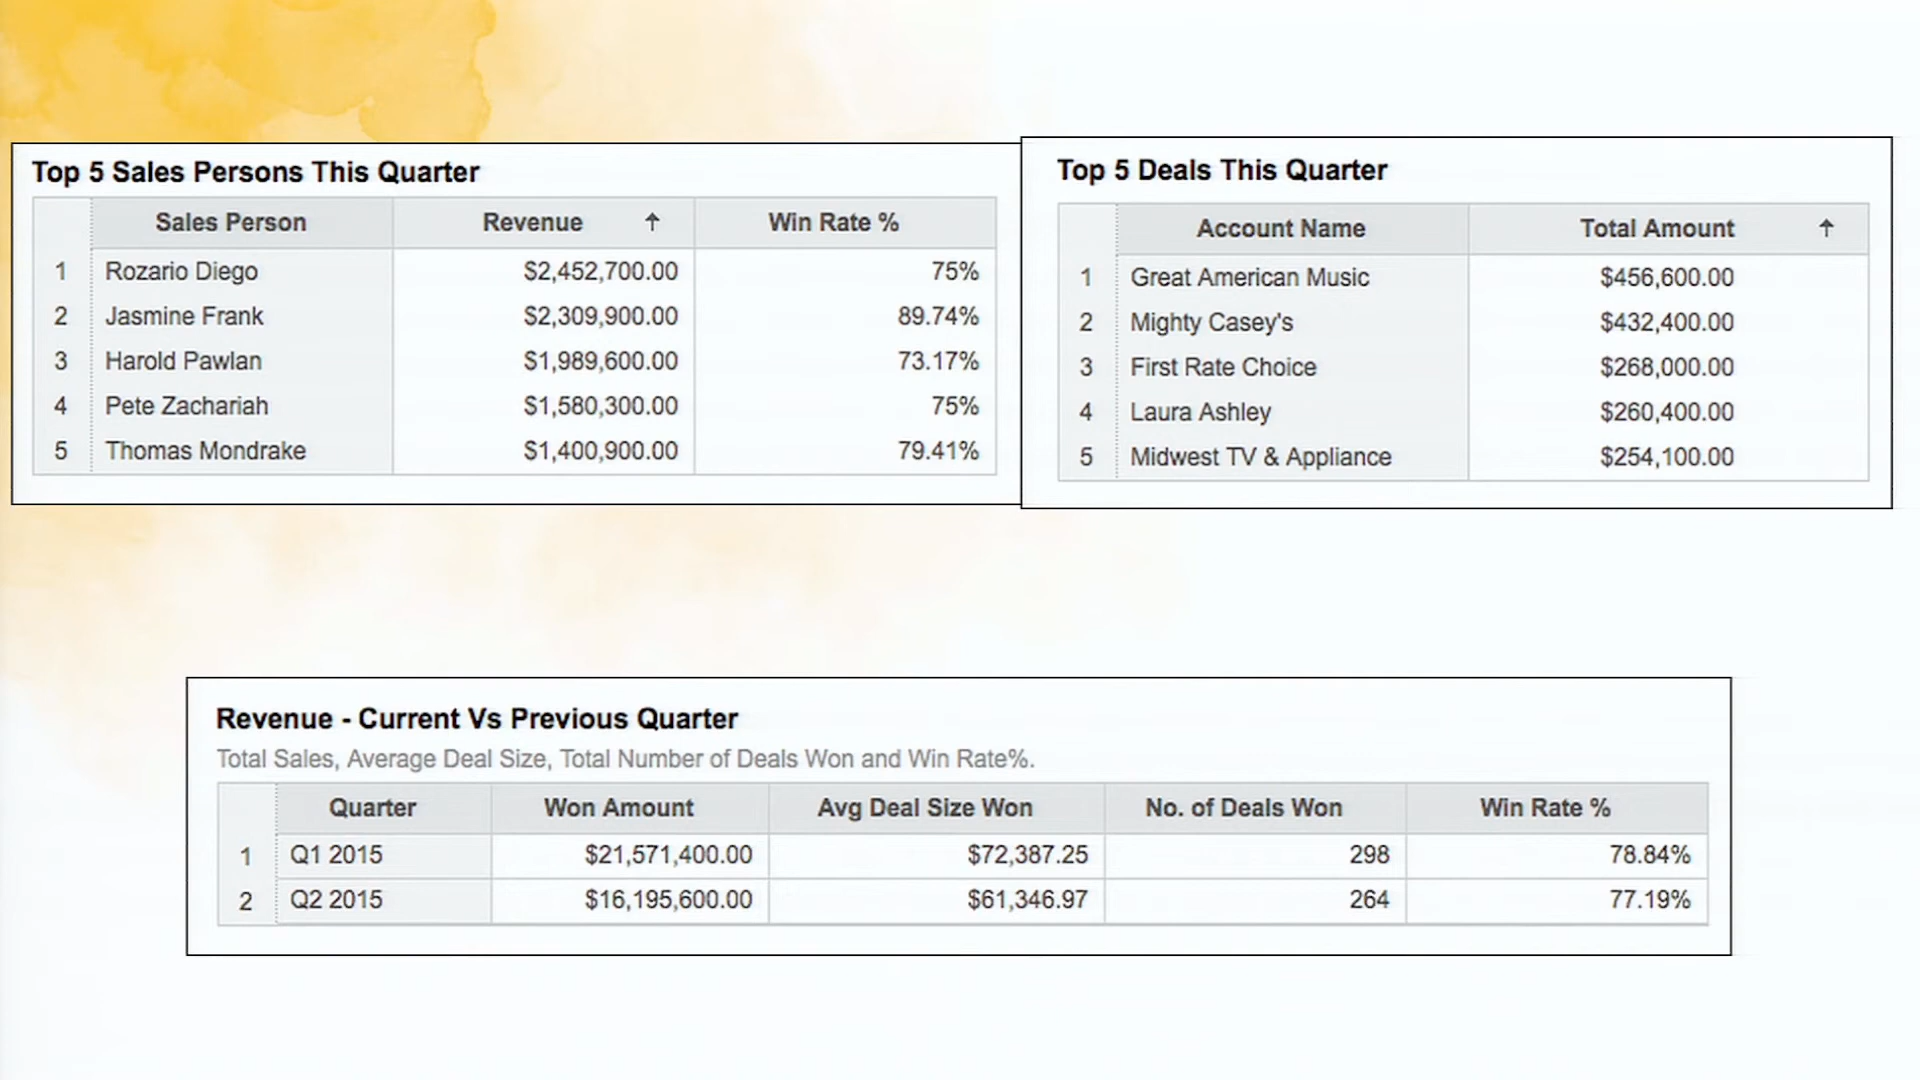 Top 5 Sales Persons This Quarter
Sales Person Revenue ↑ Win Rate %
1 Rozario Diego $2,452,700.00 75%
2 Jasmine Frank $2,309,900.00 89.74%
3 Harold Pawlan $1,989,600.00 73.17%
4 Pete Zachariah $1,580,300.00 75%
5 Thomas Mondrake $1,400,900.00 79.41%
Top 5 Deals This Quarter
Account Name Total Amount ↑
1 Great American Music $456,600.00
2 Mighty Casey's $432,400.00
3 First Rate Choice $268,000.00
4 Laura Ashley $260,400.00
5 Midwest TV & Appliance $254,100.00
Revenue - Current Vs Previous Quarter
Total Sales, Average Deal Size, Total Number of Deals Won and Win Rate%.
Quarter Won Amount Avg Deal Size Won No. of Deals Won Win Rate %
1 Q1 2015 $21,571,400.00 $72,387.25 298 78.84%
2 Q2 2015 $16,195,600.00 $61,346.97 264 77.19%